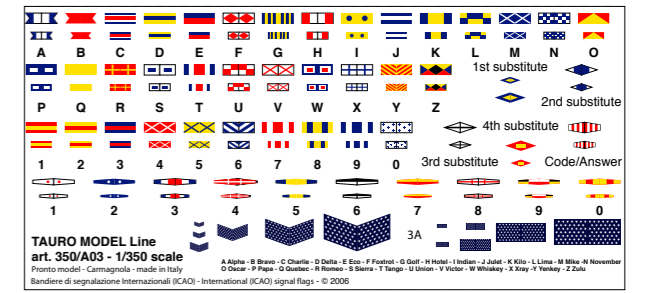 A B C D E F G H I J K L M N O
1st substitute
2nd substitute
P Q R S T U V W X Y Z
4th substitute
1 2 3 4 5 6 7 8 9 0
3rd substitute Code/Answer
1 2 3 4 5 6 7 8 9 0
3A
TAURO MODEL Line
art. 350/A03 - 1/350 scale
Pronto model - Carmagnola - made in Italy
Bandiere di segnalazione Internazionali (ICAO) - International (ICAO) signal flags - © 2006
A Alpha - B Bravo - C Charlie - D Delta - E Eco - F Foxtrot - G Golf - H Hotel - I Indian - J Julet - K Kilo - L Lima - M Mike -N November
O Oscar - P Papa - Q Quebec - R Romeo - S Sierra - T Tango - U Union - V Victor - W Whiskey - X Xray -Y Yenkey - Z Zulu